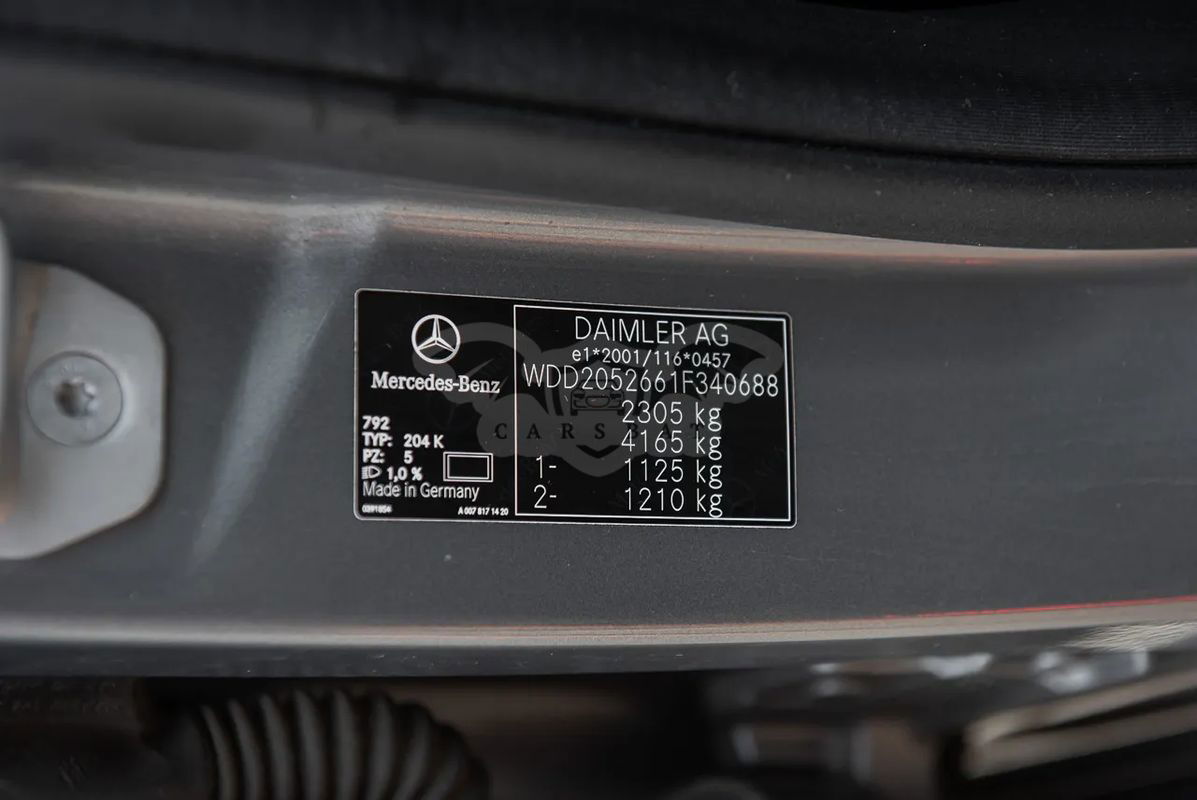 Mercedes-Benz
792
TYP: 204 K
PZ: 5
1,0 %
Made in Germany
A 007 817 14 20
DAIMLER AG
e1*2001/116*0457
WDD2052661F340688
2305 kg
4165 kg
1- 1125 kg
2- 1210 kg
CARSBAT